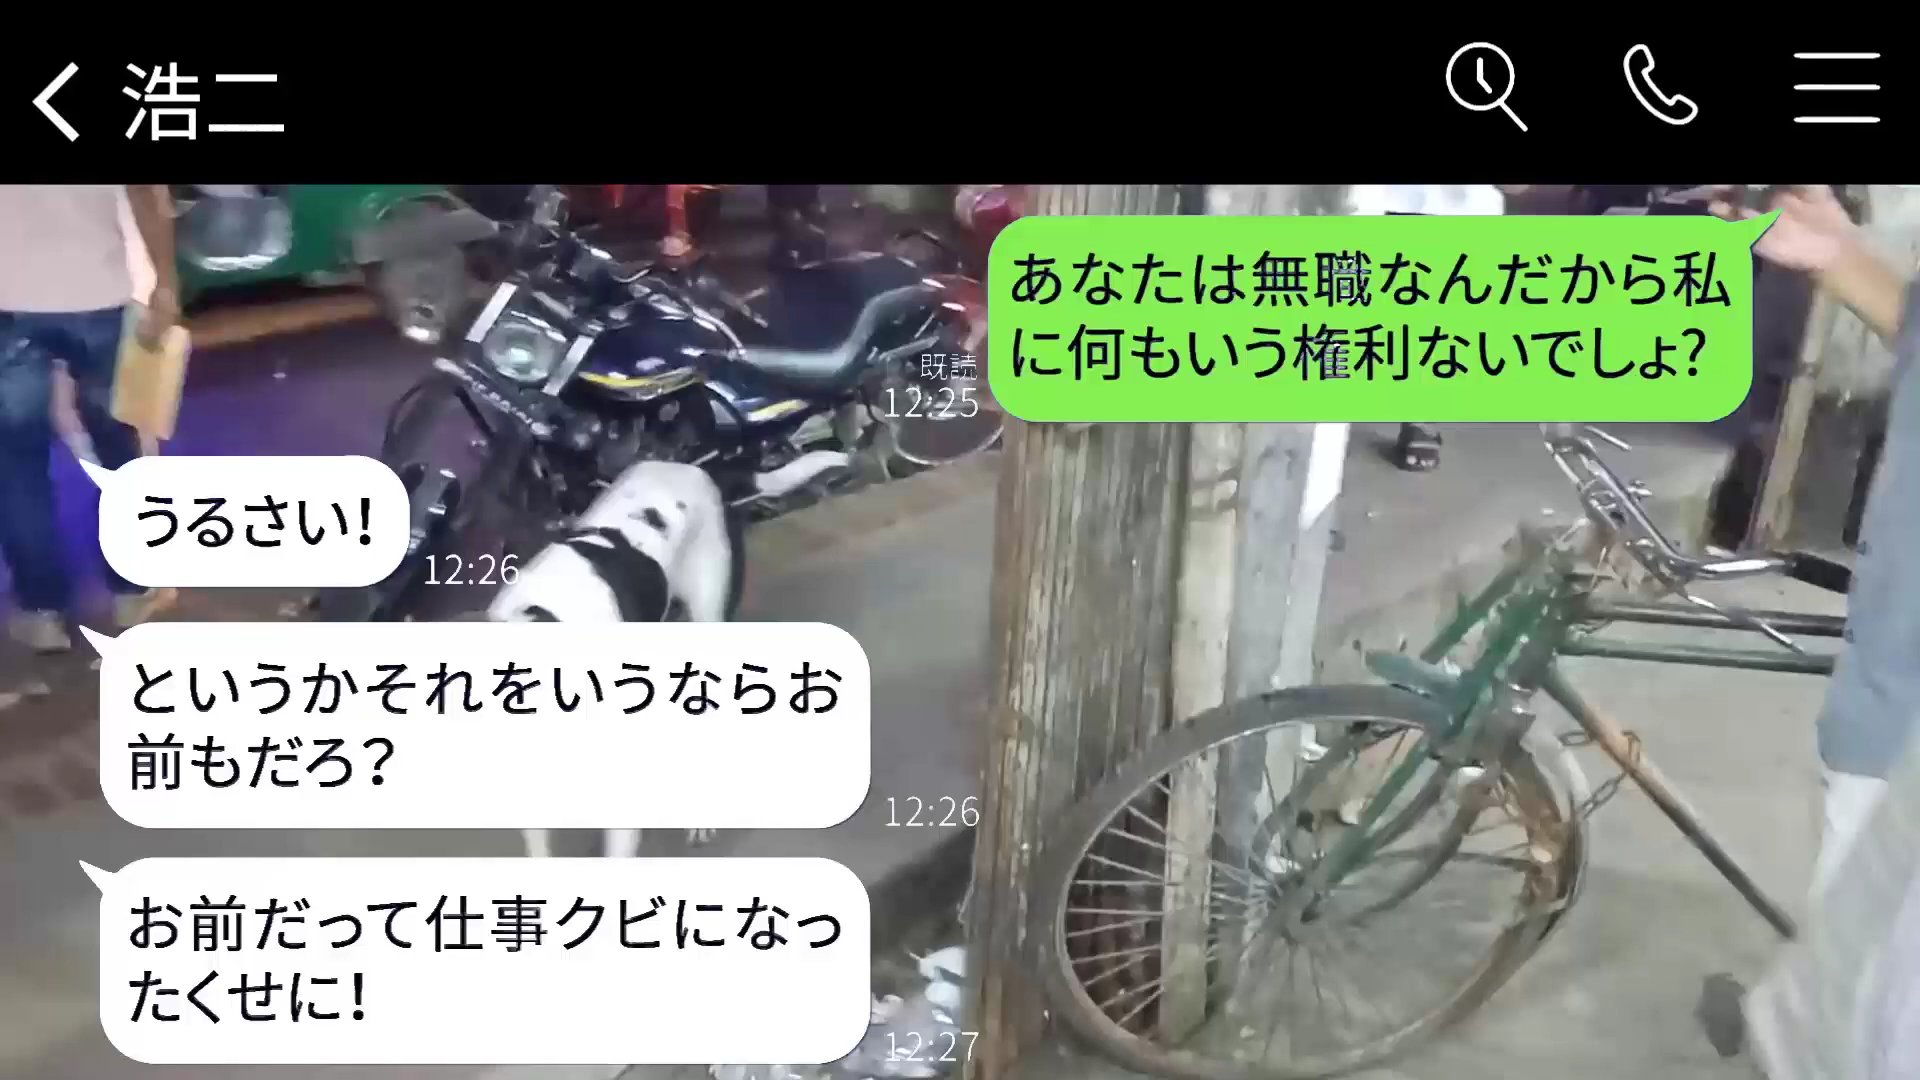 浩二
あなたは無職なんだから私
に何もいう権利ないでしょ?
既読
12:25
うるさい!
12:26
というかそれをいうならお
前もだろ?
12:26
お前だって仕事クビになっ
たくせに!
12:27